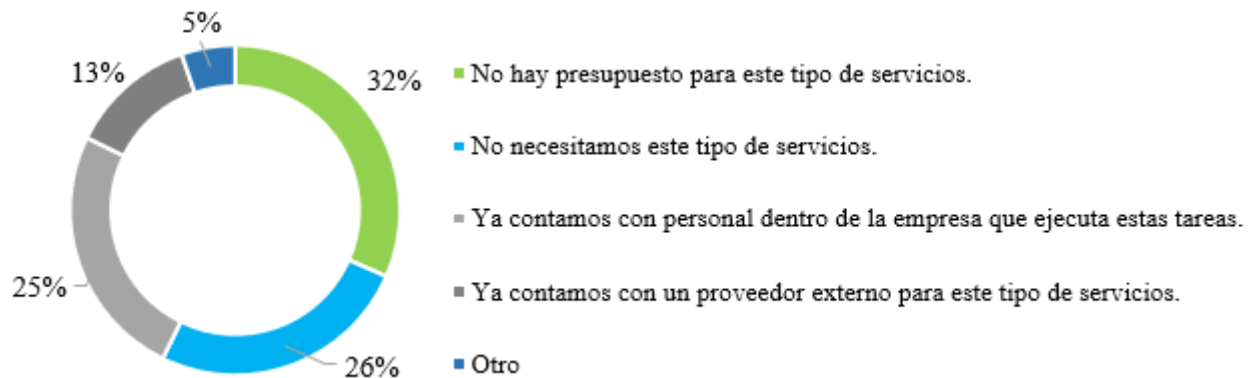 5%
13%
32%
25%
26%
No hay presupuesto para este tipo de servicios.
No necesitamos este tipo de servicios.
Ya contamos con personal dentro de la empresa que ejecuta estas tareas.
Ya contamos con un proveedor externo para este tipo de servicios.
Otro